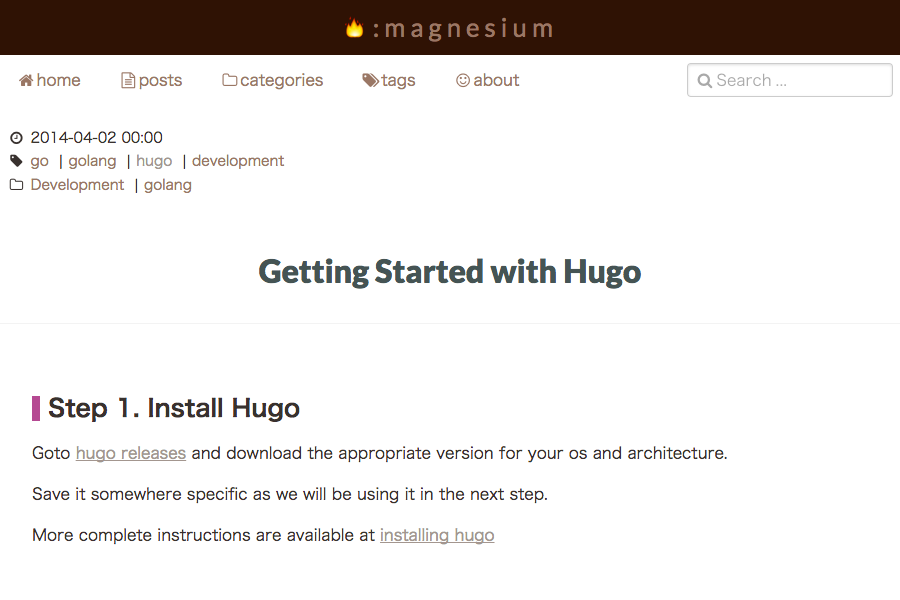 🔥:magnesium
home posts categories tags about Search ...
2014-04-02 00:00
go | golang | hugo | development
Development | golang
Getting Started with Hugo
Step 1. Install Hugo
Goto hugo releases and download the appropriate version for your os and architecture.
Save it somewhere specific as we will be using it in the next step.
More complete instructions are available at installing hugo